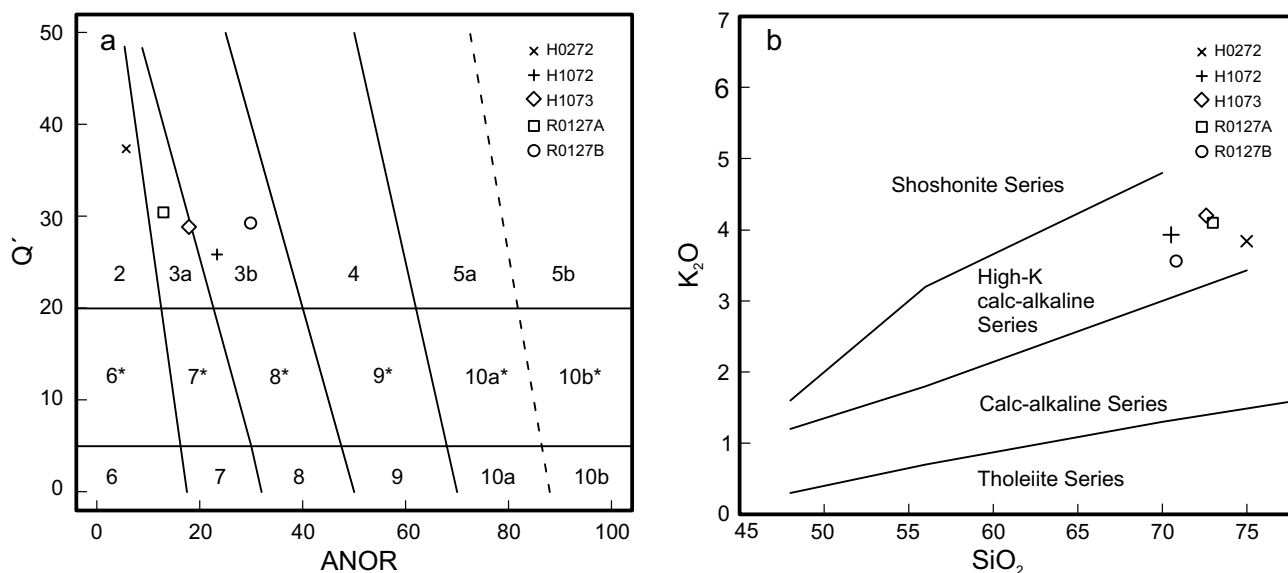 a
H0272
H1072
H1073
R0127A
R0127B
50
40
30
20
10
0
Q´
2 3a 3b 4 5a 5b
6* 7* 8* 9* 10a* 10b*
6 7 8 9 10a 10b
0 20 40 60 80 100
ANOR
b
H0272
H1072
H1073
R0127A
R0127B
7
6
5
4
3
2
1
0
K₂O
Shoshonite Series
High-K
calc-alkaline
Series
Calc-alkaline Series
Tholeiite Series
45 50 55 60 65 70 75
SiO₂